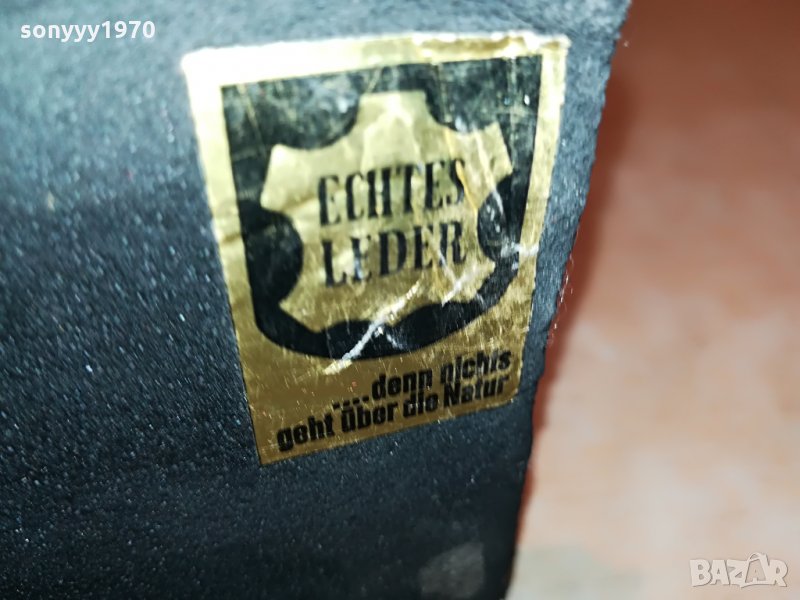 sonyyy1970
ECHTES
LEDER
....denn nichts
geht über die Natur
BAZAR